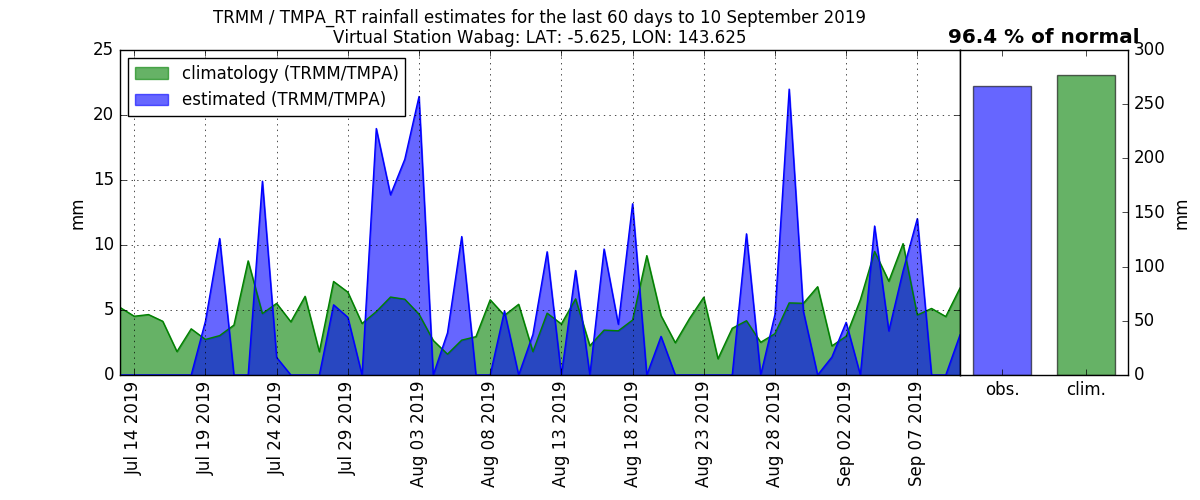 TRMM / TMPA_RT rainfall estimates for the last 60 days to 10 September 2019
Virtual Station Wabag: LAT: -5.625, LON: 143.625
96.4 % of normal
climatology (TRMM/TMPA)
estimated (TRMM/TMPA)
25
20
15
10
5
0
mm
300
250
200
150
100
50
0
mm
Jul 14 2019
Jul 19 2019
Jul 24 2019
Jul 29 2019
Aug 03 2019
Aug 08 2019
Aug 13 2019
Aug 18 2019
Aug 23 2019
Aug 28 2019
Sep 02 2019
Sep 07 2019
obs.
clim.